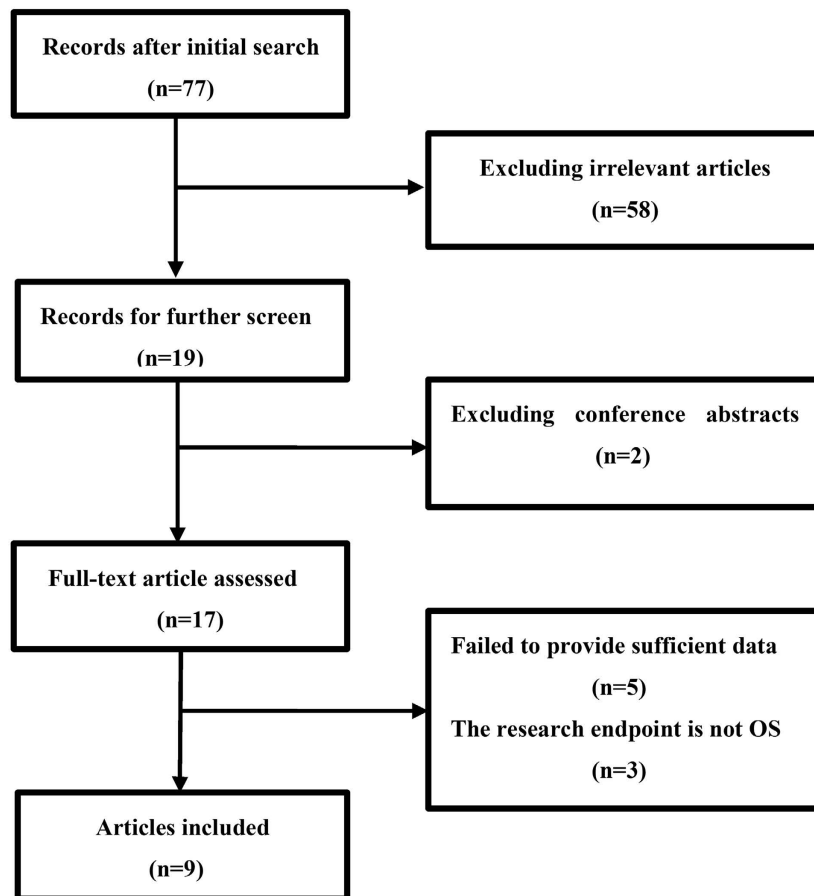 Records after initial search
(n=77)
Excluding irrelevant articles
(n=58)
Records for further screen
(n=19)
Excluding conference abstracts
(n=2)
Full-text article assessed
(n=17)
Failed to provide sufficient data
(n=5)
The research endpoint is not OS
(n=3)
Articles included
(n=9)